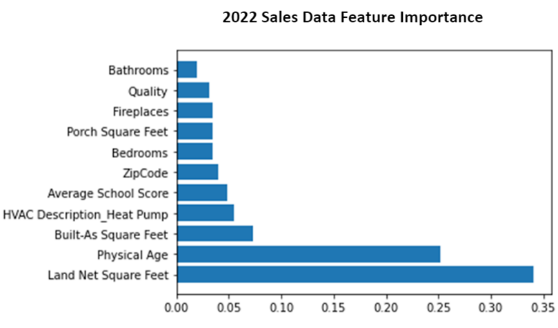 2022 Sales Data Feature Importance
Bathrooms
Quality
Fireplaces
Porch Square Feet
Bedrooms
ZipCode
Average School Score
HVAC Description_Heat Pump
Built-As Square Feet
Physical Age
Land Net Square Feet
0.00 0.05 0.10 0.15 0.20 0.25 0.30 0.35